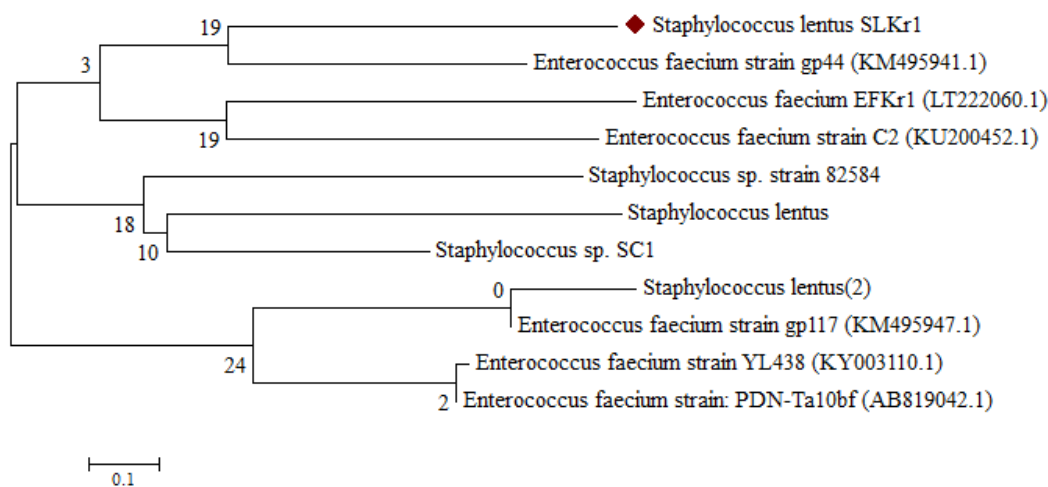 19
Staphylococcus lentus SLKr1
3
Enterococcus faecium strain gp44 (KM495941.1)
Enterococcus faecium EFKr1 (LT222060.1)
19
Enterococcus faecium strain C2 (KU200452.1)
Staphylococcus sp. strain 82584
18
Staphylococcus lentus
10
Staphylococcus sp. SC1
0
Staphylococcus lentus(2)
Enterococcus faecium strain gp117 (KM495947.1)
24
Enterococcus faecium strain YL438 (KY003110.1)
2
Enterococcus faecium strain: PDN-Ta10bf (AB819042.1)
0.1